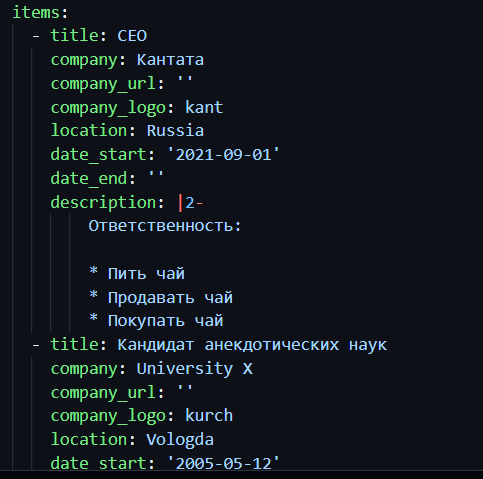 items:
  - title: CEO
    company: Кантата
    company_url: ''
    company_logo: kant
    location: Russia
    date_start: '2021-09-01'
    date_end: ''
    description: |2-
        Ответственность:

        * Пить чай
        * Продавать чай
        * Покупать чай
  - title: Кандидат анекдотических наук
    company: University X
    company_url: ''
    company_logo: kurch
    location: Vologda
    date_start: '2005-05-12'